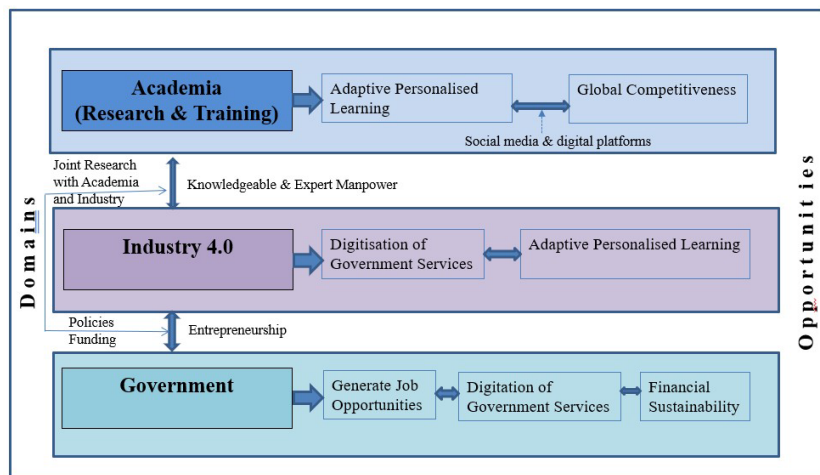 Academia
(Research & Training)
Adaptive Personalised
Learning
Global Competitiveness
Social media & digital platforms
Joint Research
with Academia
and Industry
Knowledgeable & Expert Manpower
Domains
Opportunities
Industry 4.0
Digitisation of
Government Services
Adaptive Personalised Learning
Policies
Funding
Entrepreneurship
Government
Generate Job
Opportunities
Digitation of
Government Services
Financial
Sustainability